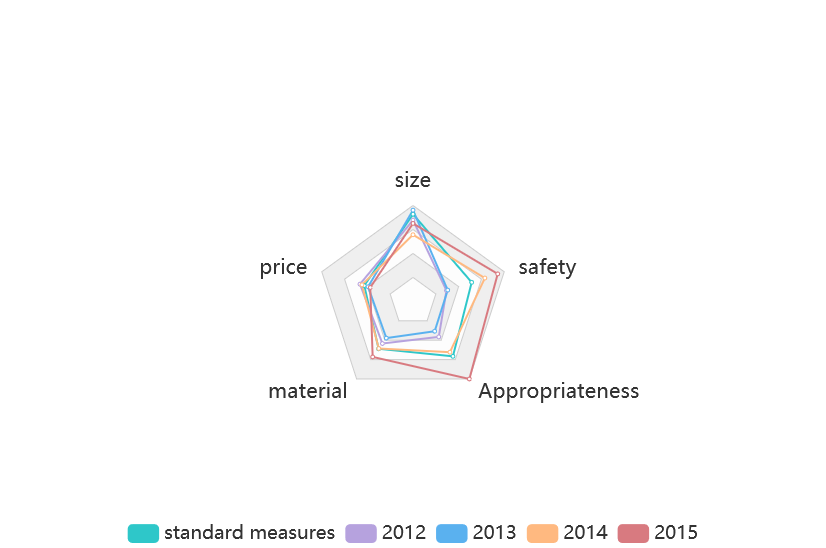 size
price
safety
material
Appropriateness
standard measures 2012 2013 2014 2015